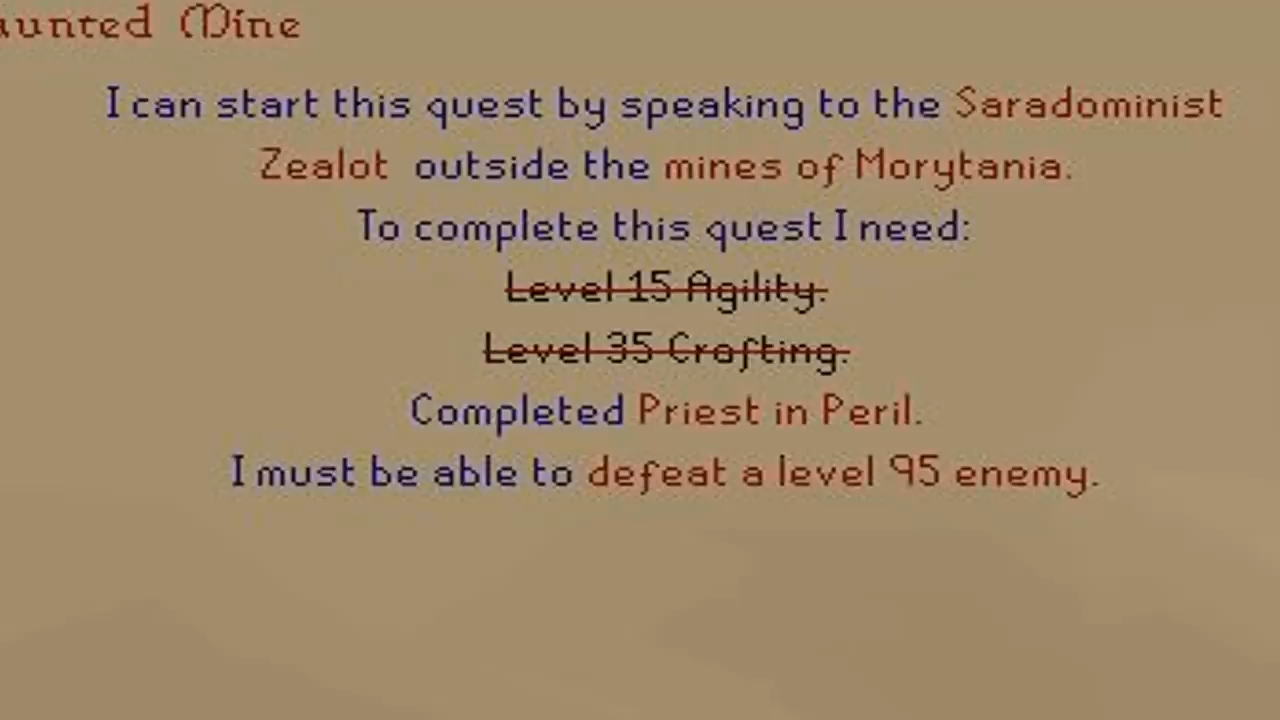 aunted Mine
I can start this quest by speaking to the Saradominist
Zealot outside the mines of Morytania.
To complete this quest I need:
Level 15 Agility.
Level 35 Crafting.
Completed Priest in Peril.
I must be able to defeat a level 95 enemy.